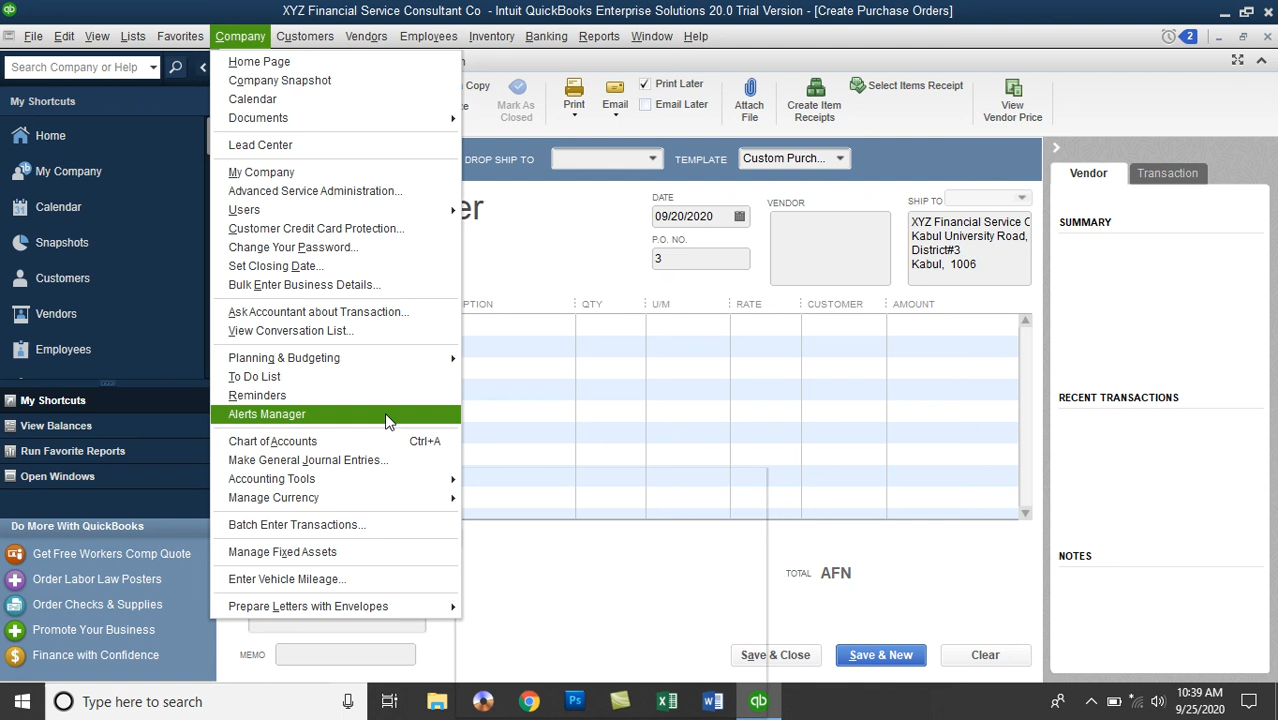 XYZ Financial Service Consultant Co - Intuit QuickBooks Enterprise Solutions 20.0 Trial Version - [Create Purchase Orders]
File Edit View Lists Favorites Company Customers Vendors Employees Inventory Banking Reports Window Help 2
Search Company or Help
My Shortcuts
Home
My Company
Calendar
Snapshots
Customers
Vendors
Employees
My Shortcuts
View Balances
Run Favorite Reports
Open Windows
Do More With QuickBooks
Get Free Workers Comp Quote
Order Labor Law Posters
Order Checks & Supplies
Promote Your Business
Finance with Confidence
Home Page
Company Snapshot
Calendar
Documents
Lead Center
My Company
Advanced Service Administration...
Users
Customer Credit Card Protection...
Change Your Password...
Set Closing Date...
Bulk Enter Business Details...
Ask Accountant about Transaction...
View Conversation List...
Planning & Budgeting
To Do List
Reminders
Alerts Manager
Chart of Accounts Ctrl+A
Make General Journal Entries...
Accounting Tools
Manage Currency
Batch Enter Transactions...
Manage Fixed Assets
Enter Vehicle Mileage...
Prepare Letters with Envelopes
Copy
Mark As
Closed
Print
Email
Print Later
Email Later
Attach
File
Create Item
Receipts
Select Items Receipt
View
Vendor Price
DROP SHIP TO
TEMPLATE Custom Purch...
er
DATE
09/20/2020
P.O. NO.
3
VENDOR
SHIP TO
XYZ Financial Service C
Kabul University Road,
District#3
Kabul, 1006
PTION QTY U/M RATE CUSTOMER AMOUNT
TOTAL AFN
MEMO
Save & Close
Save & New
Clear
Vendor
Transaction
SUMMARY
RECENT TRANSACTIONS
NOTES
Type here to search
10:39 AM
9/25/2020